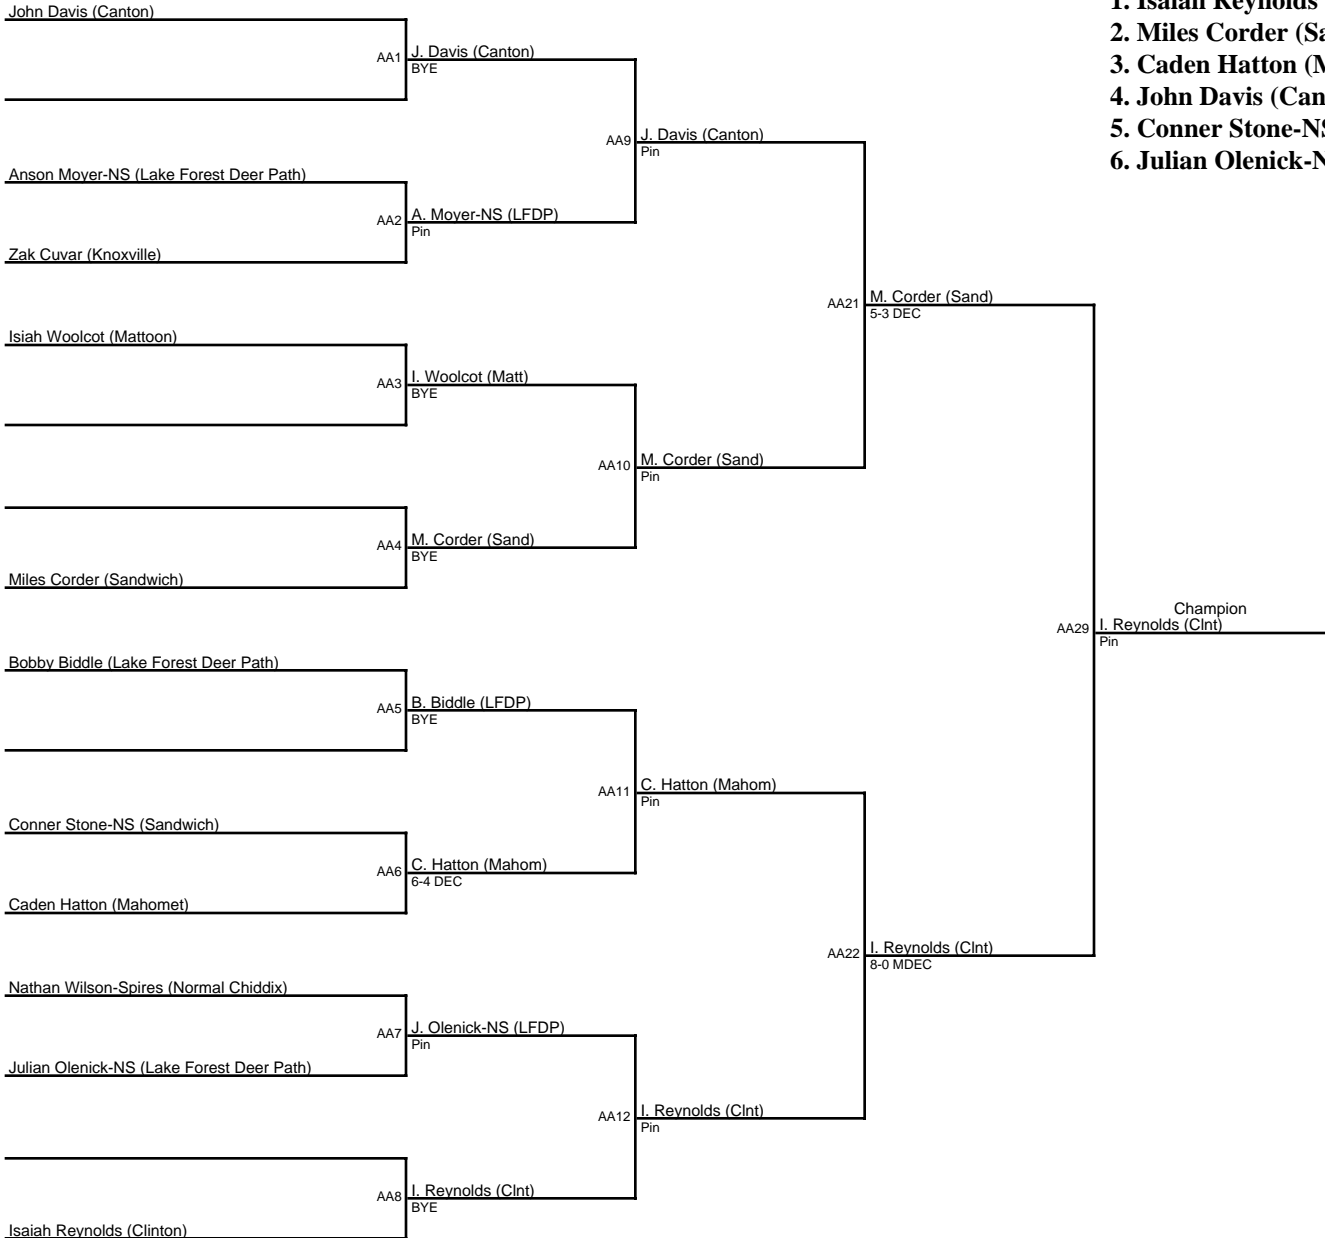 John Davis (Canton)
AA1
J. Davis (Canton)
BYE
AA9
J. Davis (Canton)
Pin
Anson Moyer-NS (Lake Forest Deer Path)
AA2
A. Moyer-NS (LFDP)
Pin
Zak Cuvar (Knoxville)
AA21
M. Corder (Sand)
5-3 DEC
Isiah Woolcot (Mattoon)
AA3
I. Woolcot (Matt)
BYE
AA10
M. Corder (Sand)
Pin
AA4
M. Corder (Sand)
BYE
Miles Corder (Sandwich)
Champion
AA29
I. Reynolds (Clnt)
Pin
Bobby Biddle (Lake Forest Deer Path)
AA5
B. Biddle (LFDP)
BYE
AA11
C. Hatton (Mahom)
Pin
Conner Stone-NS (Sandwich)
AA6
C. Hatton (Mahom)
6-4 DEC
Caden Hatton (Mahomet)
AA22
I. Reynolds (Clnt)
8-0 MDEC
Nathan Wilson-Spires (Normal Chiddix)
AA7
J. Olenick-NS (LFDP)
Pin
Julian Olenick-NS (Lake Forest Deer Path)
AA12
I. Reynolds (Clnt)
Pin
AA8
I. Reynolds (Clnt)
BYE
Isaiah Reynolds (Clinton)
1. Isaiah Reynolds
2. Miles Corder (Sa
3. Caden Hatton (M
4. John Davis (Can
5. Conner Stone-NS
6. Julian Olenick-N